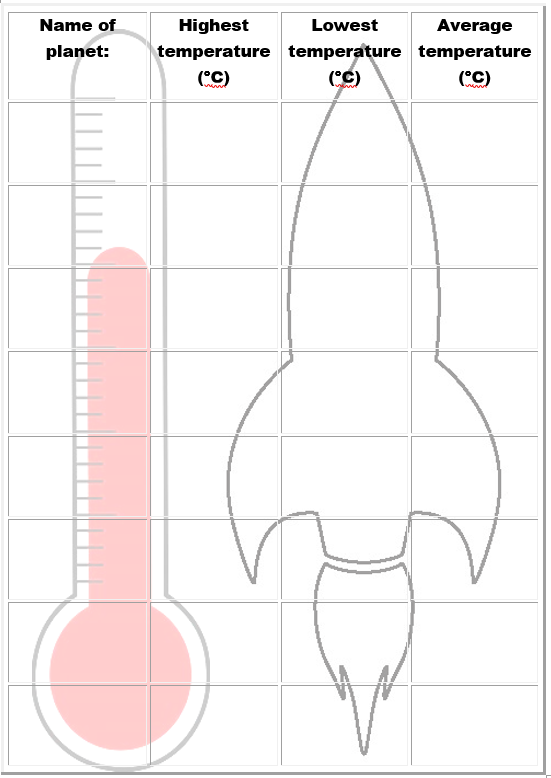 Name of
planet:
Highest
temperature
(°C)
Lowest
temperature
(°C)
Average
temperature
(°C)